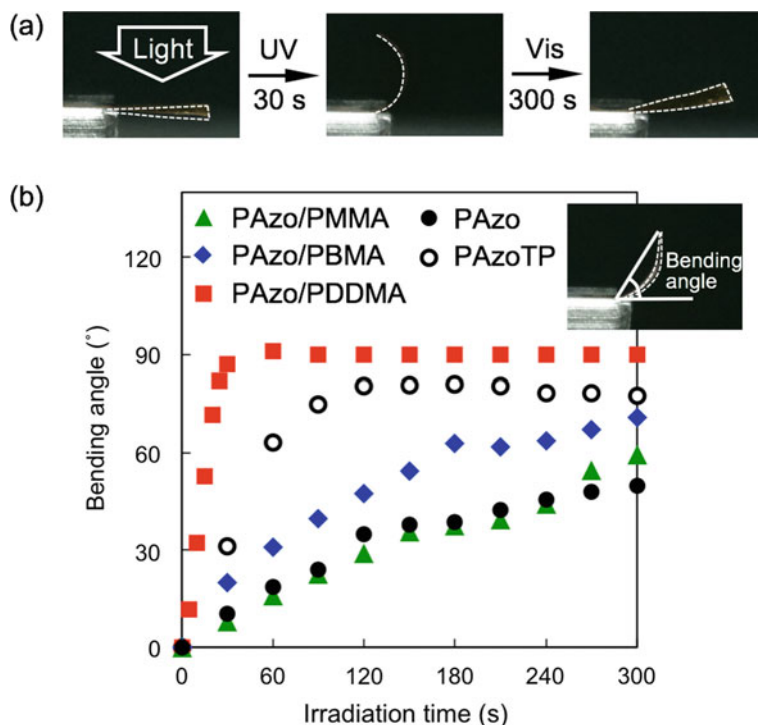 (a)
Light
UV
30 s
Vis
300 s
(b)
PAzo/PMMA
PAzo
PAzo/PBMA
PAzoTP
PAzo/PDDMA
Bending
angle
Bending angle (°)
120
90
60
30
0
0 60 120 180 240 300
Irradiation time (s)